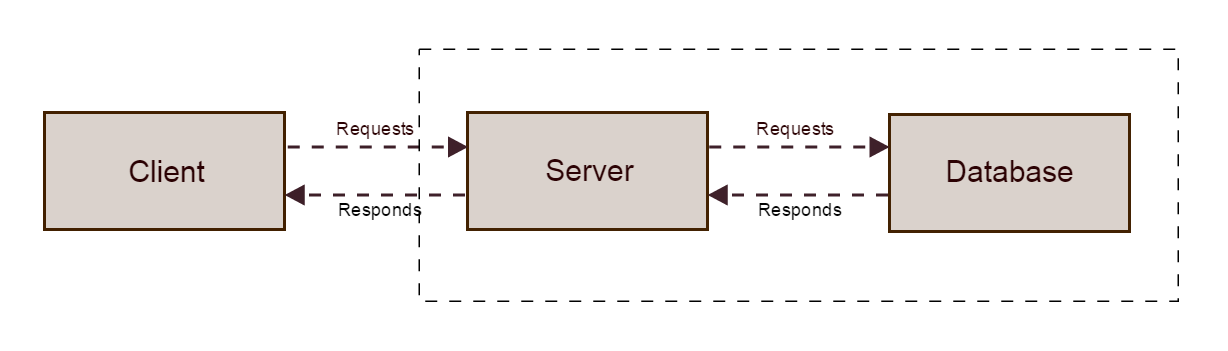 Requests
Requests
Client
Server
Database
Responds
Responds